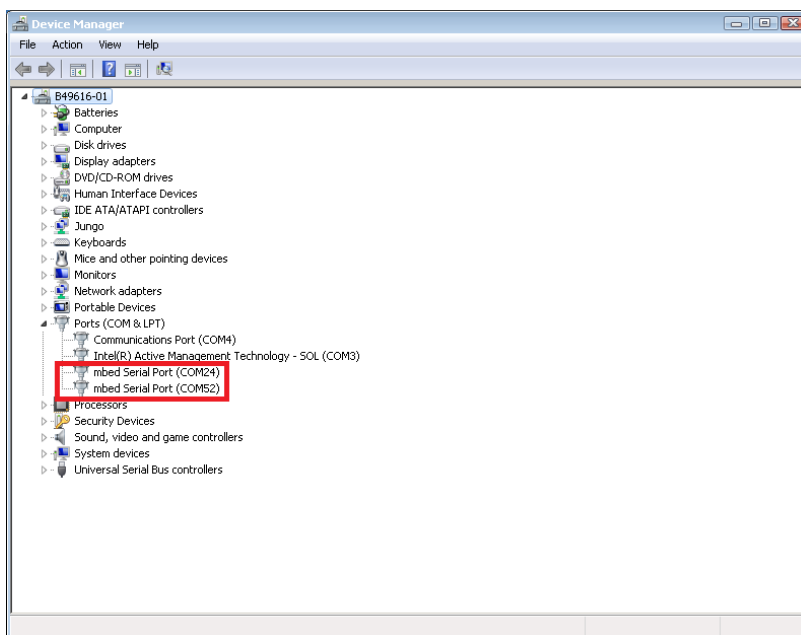 Device Manager
File Action View Help
B49616-01
Batteries
Computer
Disk drives
Display adapters
DVD/CD-ROM drives
Human Interface Devices
IDE ATA/ATAPI controllers
Jungo
Keyboards
Mice and other pointing devices
Monitors
Network adapters
Portable Devices
Ports (COM & LPT)
Communications Port (COM4)
Intel(R) Active Management Technology - SOL (COM3)
mbed Serial Port (COM24)
mbed Serial Port (COM52)
Processors
Security Devices
Sound, video and game controllers
System devices
Universal Serial Bus controllers